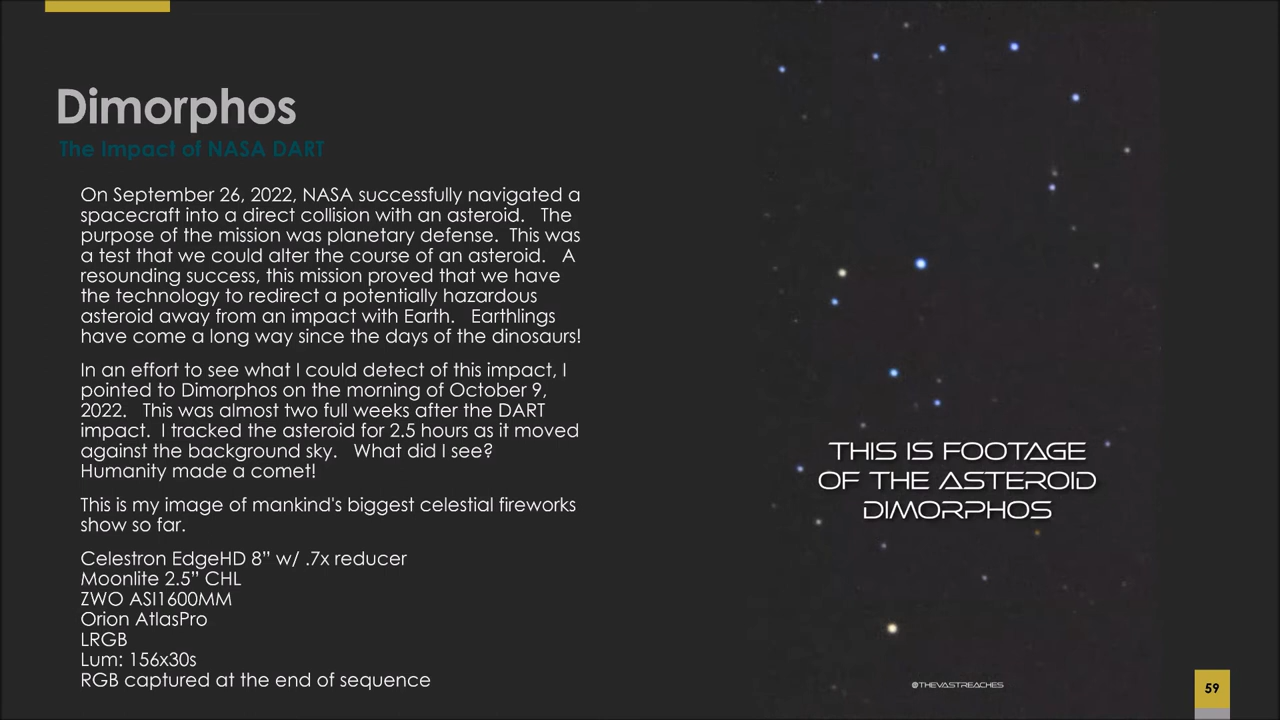 Dimorphos
The Impact of NASA DART
On September 26, 2022, NASA successfully navigated a
spacecraft into a direct collision with an asteroid. The
purpose of the mission was planetary defense. This was
a test that we could alter the course of an asteroid. A
resounding success, this mission proved that we have
the technology to redirect a potentially hazardous
asteroid away from an impact with Earth. Earthlings
have come a long way since the days of the dinosaurs!
In an effort to see what I could detect of this impact, I
pointed to Dimorphos on the morning of October 9,
2022. This was almost two full weeks after the DART
impact. I tracked the asteroid for 2.5 hours as it moved
against the background sky. What did I see?
Humanity made a comet!
This is my image of mankind's biggest celestial fireworks
show so far.
Celestron EdgeHD 8” w/ .7x reducer
Moonlite 2.5” CHL
ZWO ASI1600MM
Orion AtlasPro
LRGB
Lum: 156x30s
RGB captured at the end of sequence
THIS IS FOOTAGE
OF THE ASTEROID
DIMORPHOS
@THEVASTREACHES
59